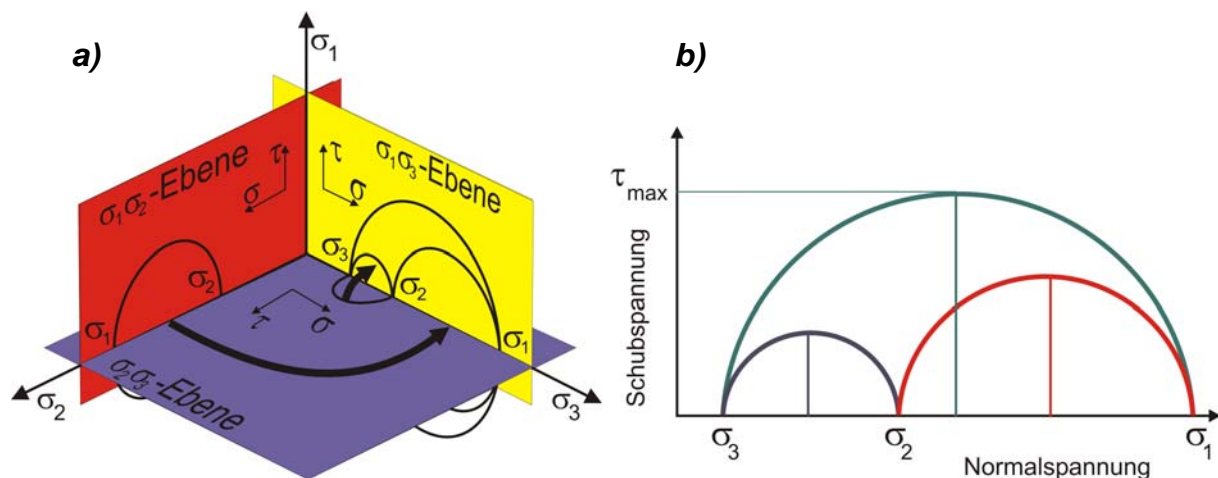 a)
σ1
σ1σ2-Ebene
τ
σ
τ
σ
σ1σ3-Ebene
σ3
σ2
σ1
σ2
σ1
τ
σ
σ2σ3-Ebene
σ2
σ3
b)
τmax
Schubspannung
σ3
σ2
σ1
Normalspannung